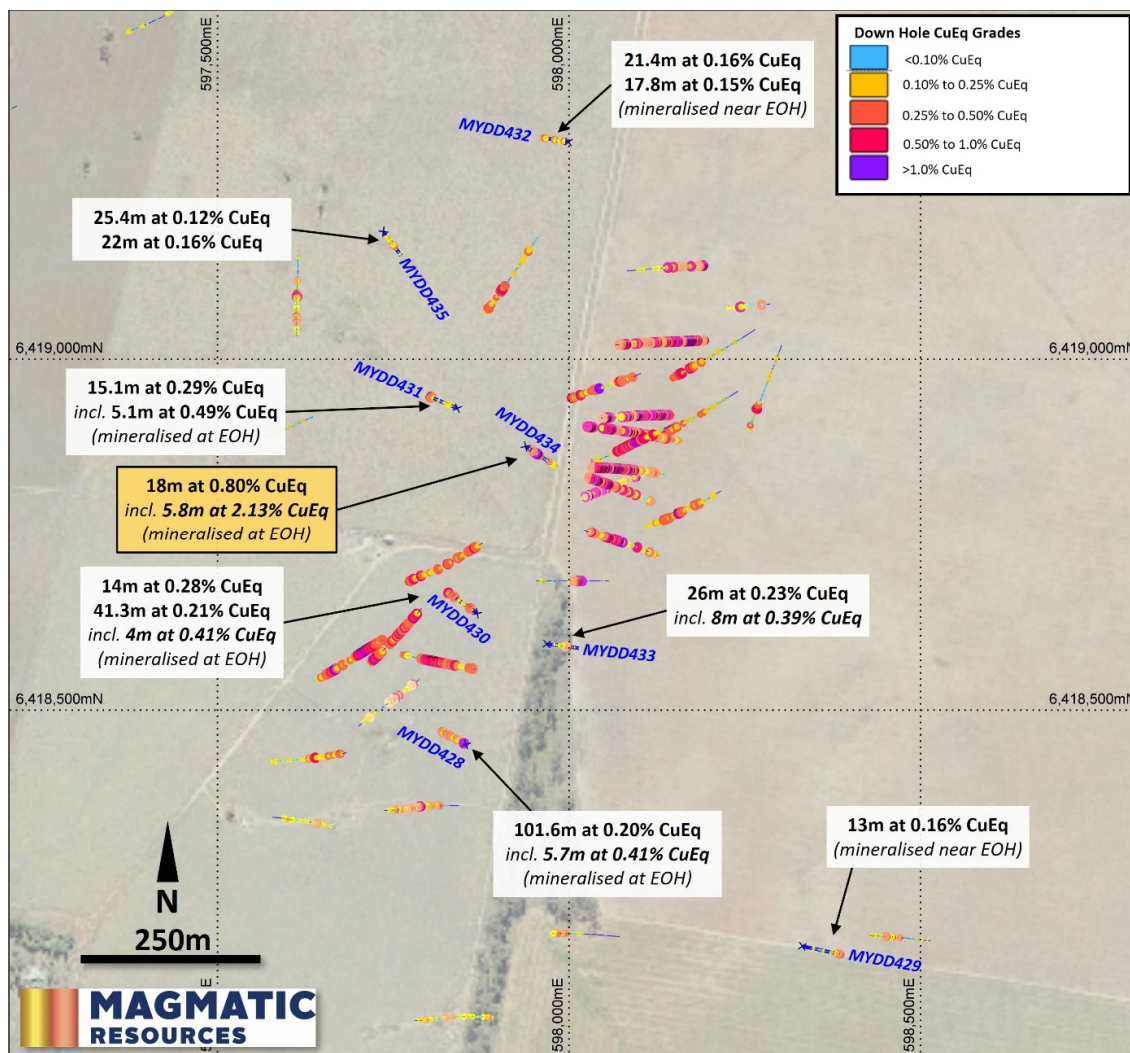 597,500mE
598,000mE
Down Hole CuEq Grades
<0.10% CuEq
0.10% to 0.25% CuEq
0.25% to 0.50% CuEq
0.50% to 1.0% CuEq
>1.0% CuEq
21.4m at 0.16% CuEq
17.8m at 0.15% CuEq
(mineralised near EOH)
MYDD432
25.4m at 0.12% CuEq
22m at 0.16% CuEq
MYDD435
6,419,000mN
6,419,000mN
15.1m at 0.29% CuEq
incl. 5.1m at 0.49% CuEq
(mineralised at EOH)
MYDD431
MYDD434
18m at 0.80% CuEq
incl. 5.8m at 2.13% CuEq
(mineralised at EOH)
14m at 0.28% CuEq
41.3m at 0.21% CuEq
incl. 4m at 0.41% CuEq
(mineralised at EOH)
MYDD430
26m at 0.23% CuEq
incl. 8m at 0.39% CuEq
MYDD433
6,418,500mN
6,418,500mN
MYDD428
101.6m at 0.20% CuEq
incl. 5.7m at 0.41% CuEq
(mineralised at EOH)
13m at 0.16% CuEq
(mineralised near EOH)
MYDD429
N
250m
mE
598,000mE
598,500mE
MAGMATIC
RESOURCES